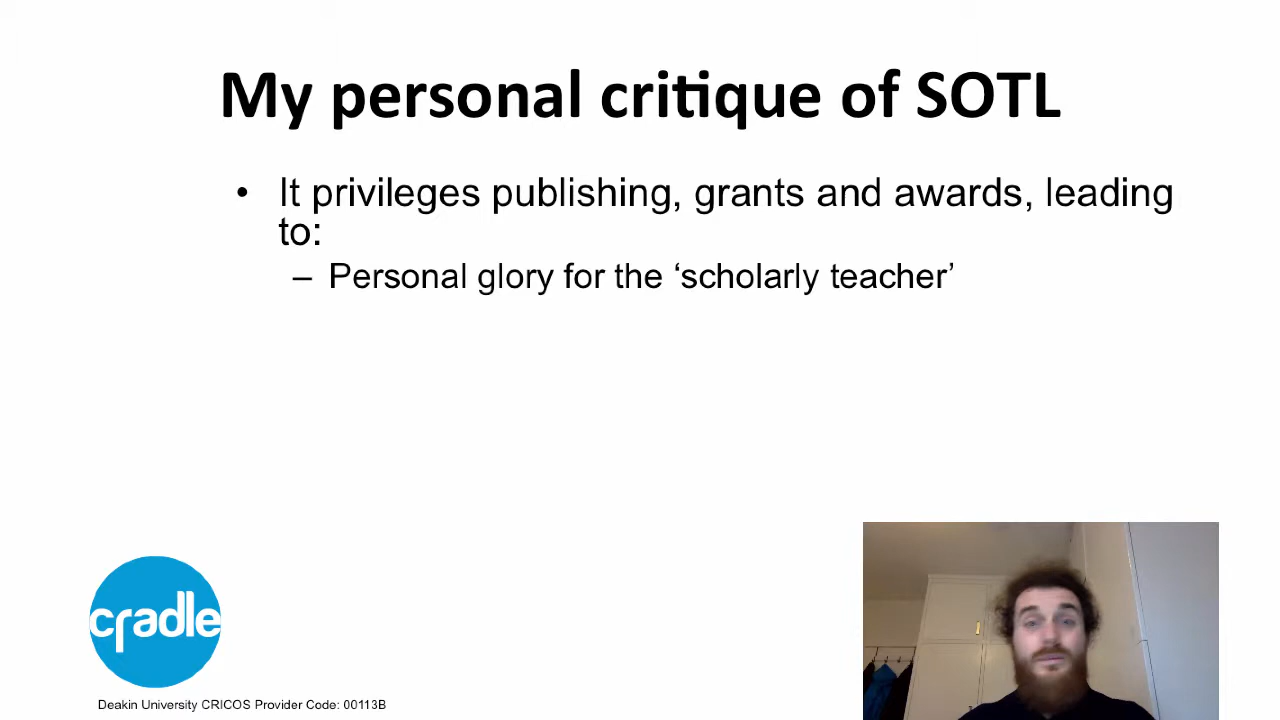 My personal critique of SOTL
• It privileges publishing, grants and awards, leading
to:
– Personal glory for the ‘scholarly teacher’
cradle
Deakin University CRICOS Provider Code: 00113B